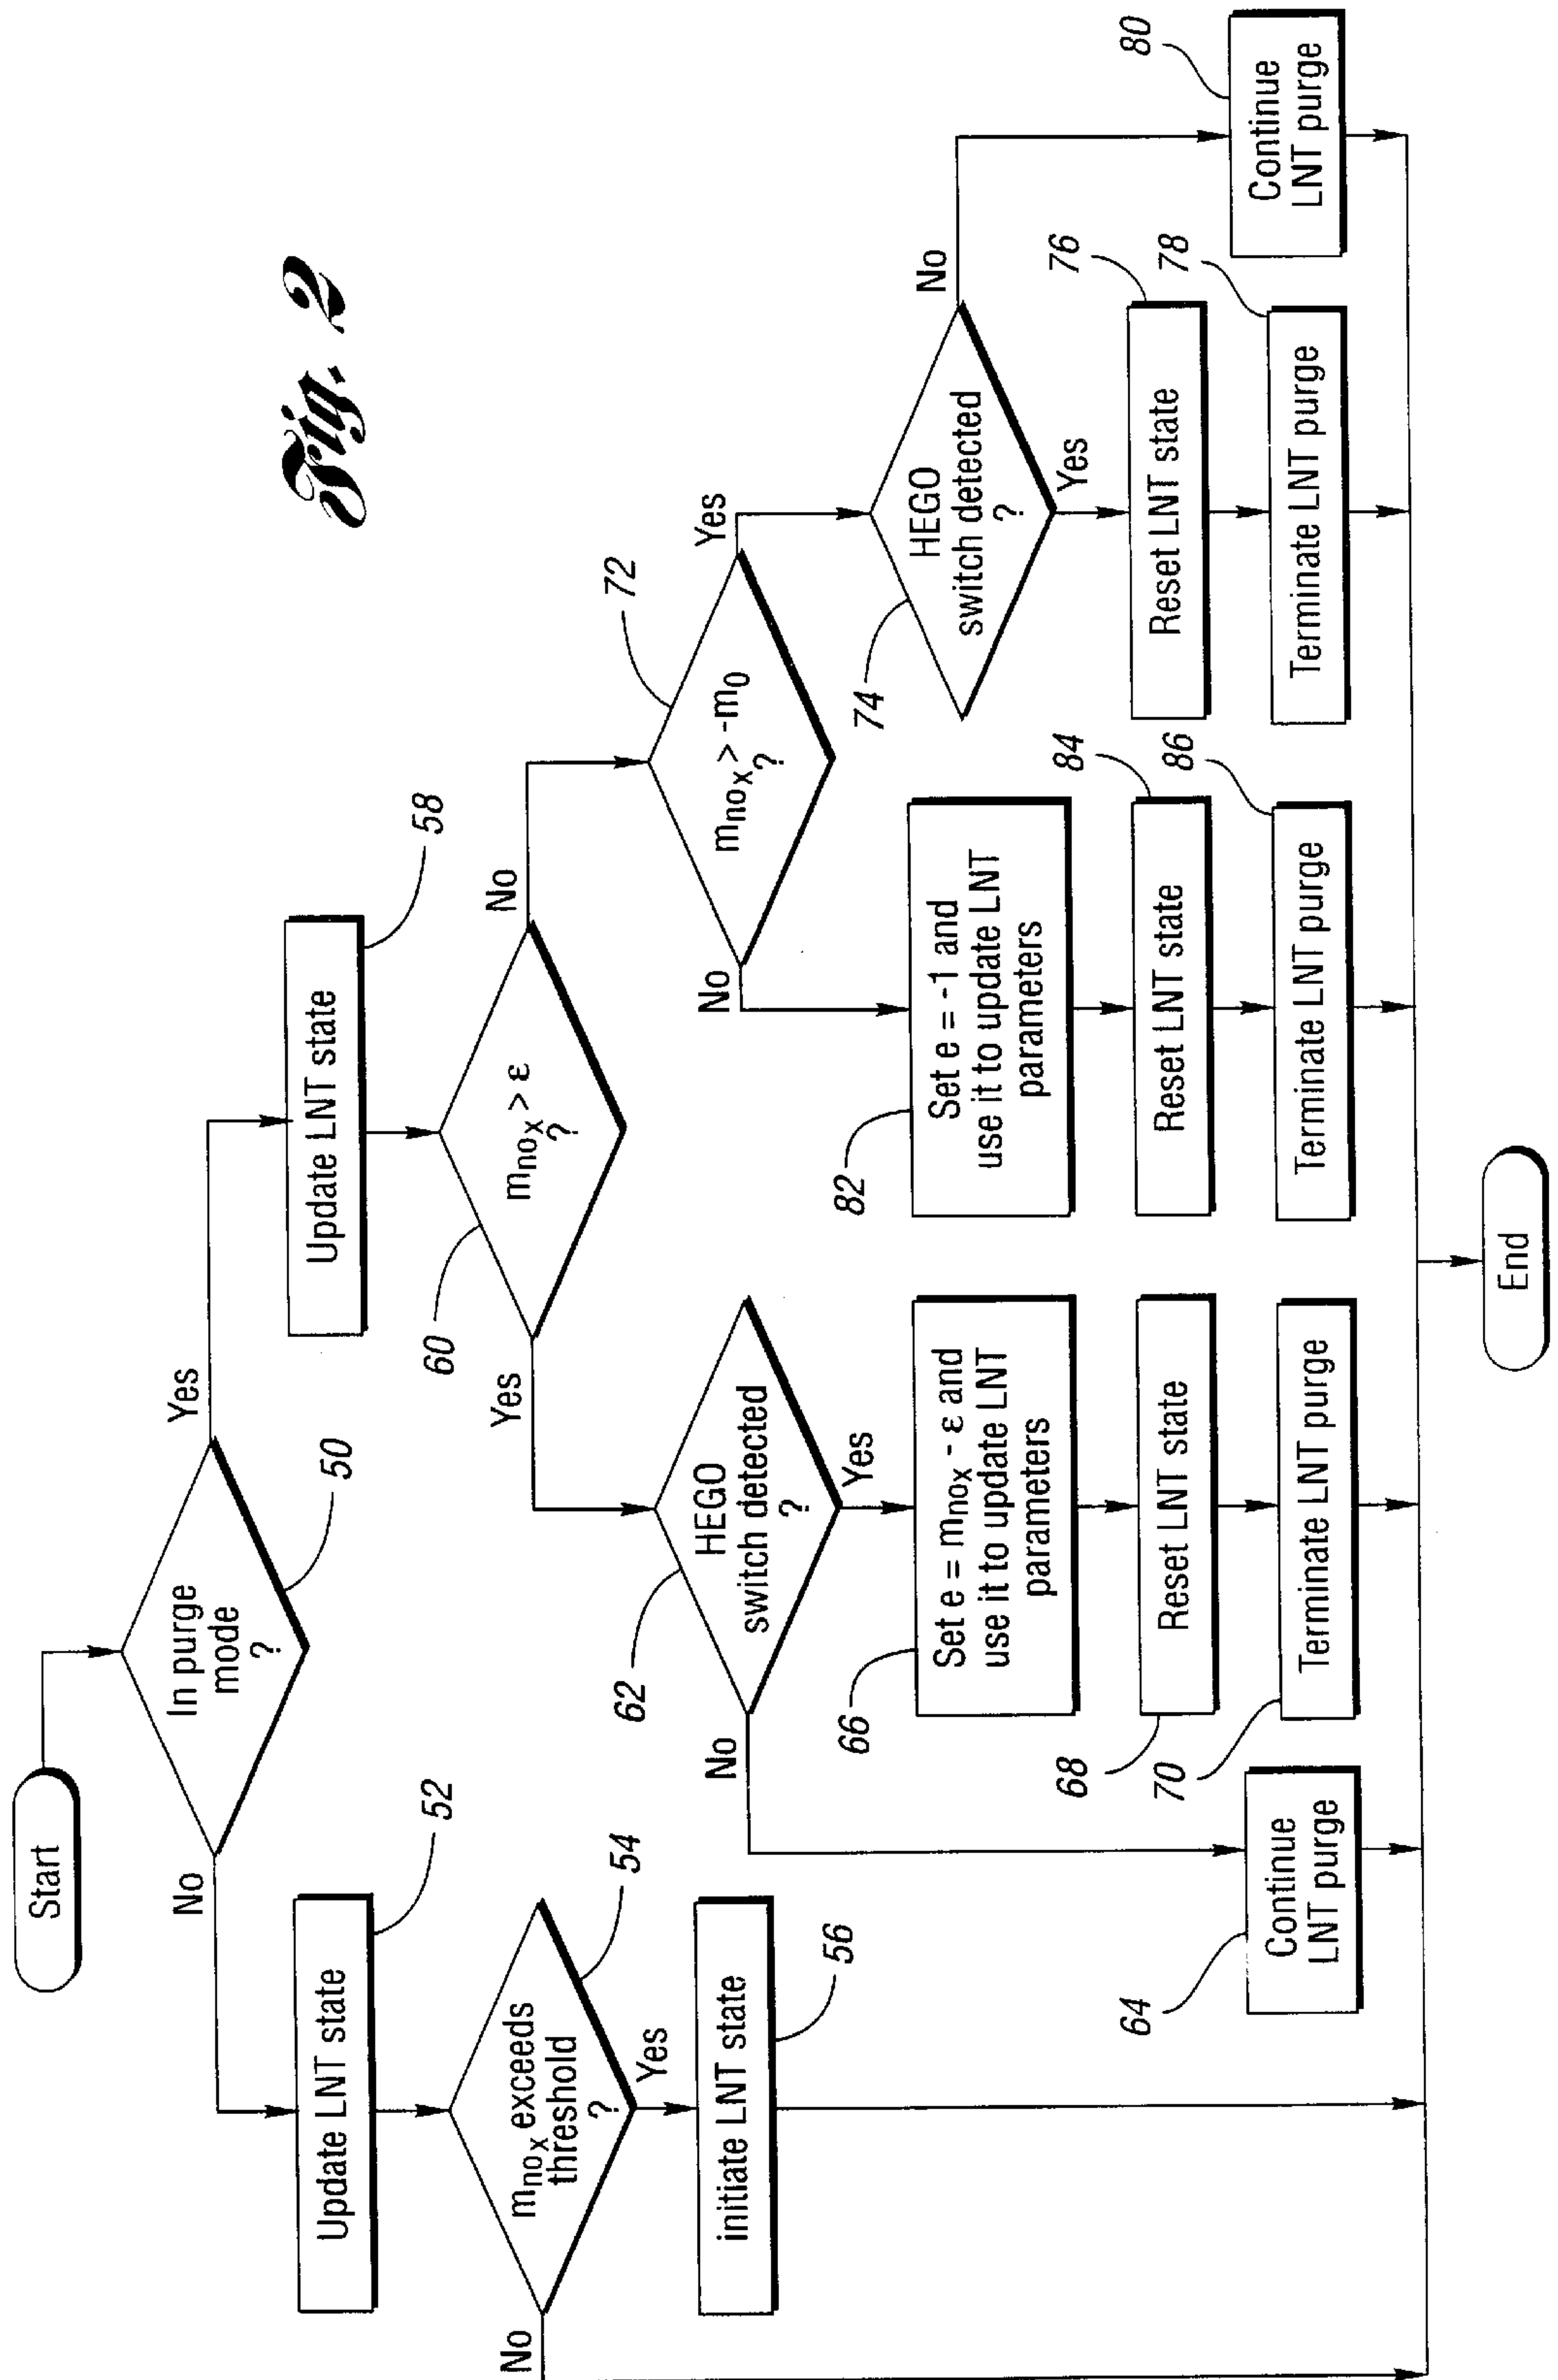 Fig. 2
Start
In purge
mode
?
50
No
Yes
Update LNT state
52
mnox exceeds
threshold
?
54
No
Yes
initiate LNT state
56
Update LNT state
58
mnox > ε
?
60
Yes
No
HEGO
switch detected
?
62
No
Yes
Continue
LNT purge
64
Set e = mnox - ε and
use it to update LNT
parameters
66
Reset LNT state
68
Terminate LNT purge
70
mnox > -m0
?
72
No
Yes
Set e = -1 and
use it to update LNT
parameters
82
Reset LNT state
84
Terminate LNT purge
86
HEGO
switch detected
?
74
Yes
No
Reset LNT state
76
Terminate LNT purge
78
Continue
LNT purge
80
End